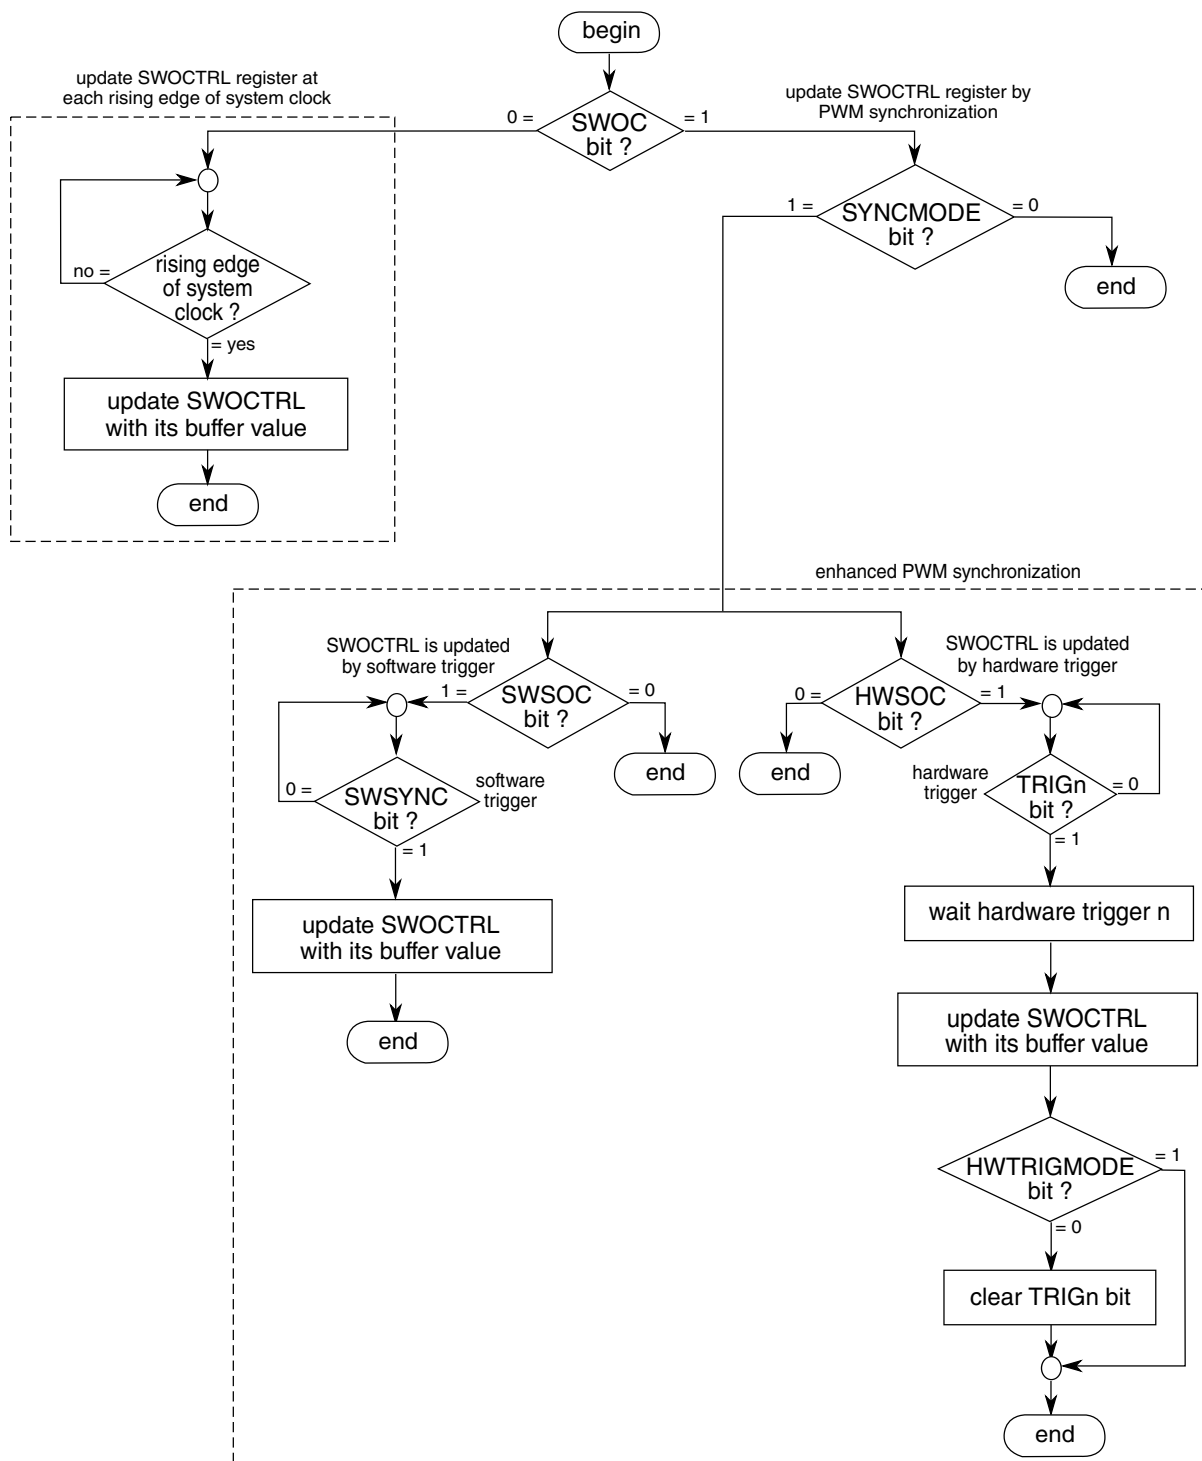 begin
update SWOCTRL register at
each rising edge of system clock
update SWOCTRL register by
PWM synchronization
0 =
SWOC
bit ?
= 1
1 =
SYNCMODE
bit ?
= 0
end
no =
rising edge
of system
clock ?
= yes
update SWOCTRL
with its buffer value
end
enhanced PWM synchronization
SWOCTRL is updated
by software trigger
SWOCTRL is updated
by hardware trigger
1 =
SWSOC
bit ?
= 0
0 =
HWSOC
bit ?
= 1
end
end
0 =
SWSYNC
bit ?
software
trigger
= 1
hardware
trigger
TRIGn
bit ?
= 0
= 1
update SWOCTRL
with its buffer value
end
wait hardware trigger n
update SWOCTRL
with its buffer value
HWTRIGMODE
bit ?
= 1
= 0
clear TRIGn bit
end